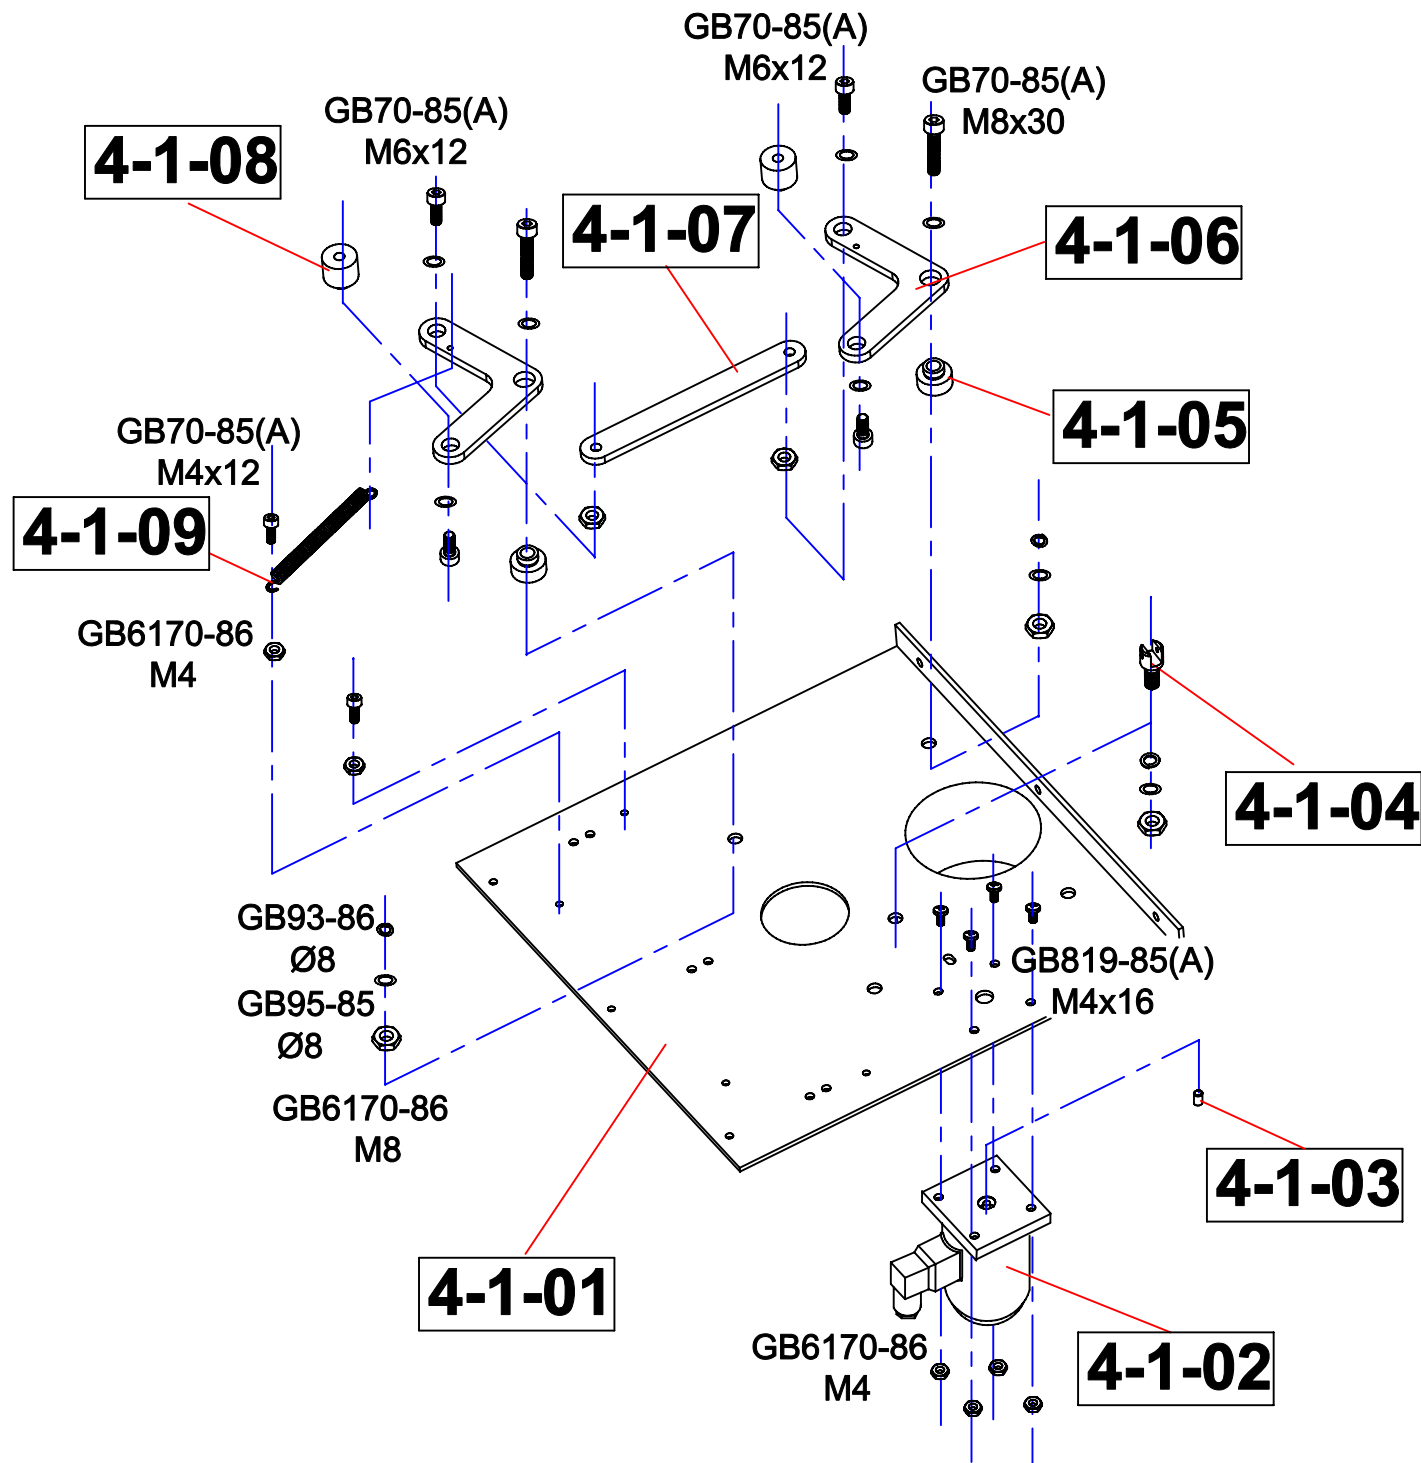 GB70-85(A)
M6x12
GB70-85(A)
M8x30
GB70-85(A)
M6x12
4-1-08
4-1-07
4-1-06
4-1-05
GB70-85(A)
M4x12
4-1-09
GB6170-86
M4
4-1-04
GB93-86
Ø8
GB95-85
Ø8
GB819-85(A)
M4x16
GB6170-86
M8
4-1-03
4-1-01
GB6170-86
M4
4-1-02